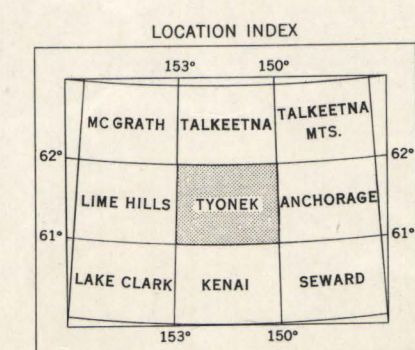 LOCATION INDEX
153° 150°
MC GRATH TALKEETNA TALKEETNA MTS.
62° 62°
LIME HILLS TYONEK ANCHORAGE
61° 61°
LAKE CLARK KENAI SEWARD
153° 150°